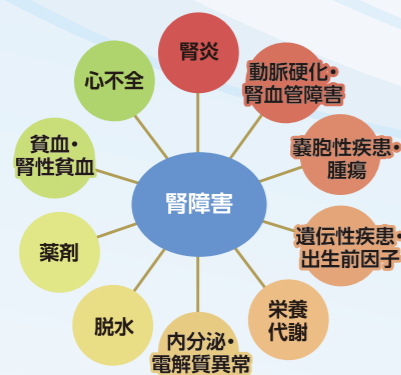 腎炎
動脈硬化・
腎血管障害
嚢胞性疾患・
腫瘍
遺伝性疾患・
出生前因子
栄養
代謝
内分泌・
電解質異常
脱水
薬剤
貧血・
腎性貧血
心不全
腎障害